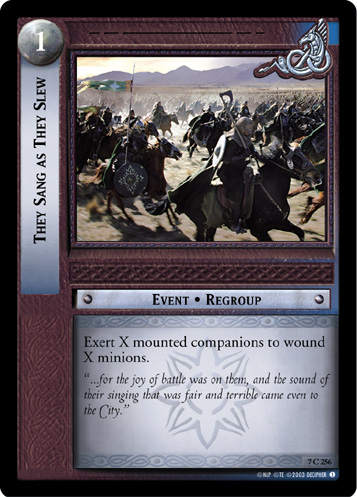 1
THEY SANG AS THEY SLEW
EVENT • REGROUP
Exert X mounted companions to wound
X minions.
“...for the joy of battle was on them, and the sound of
their singing that was fair and terrible came even to
the City.”
7 C 256
©NLP ©TE ©2003 DECIPHER 1